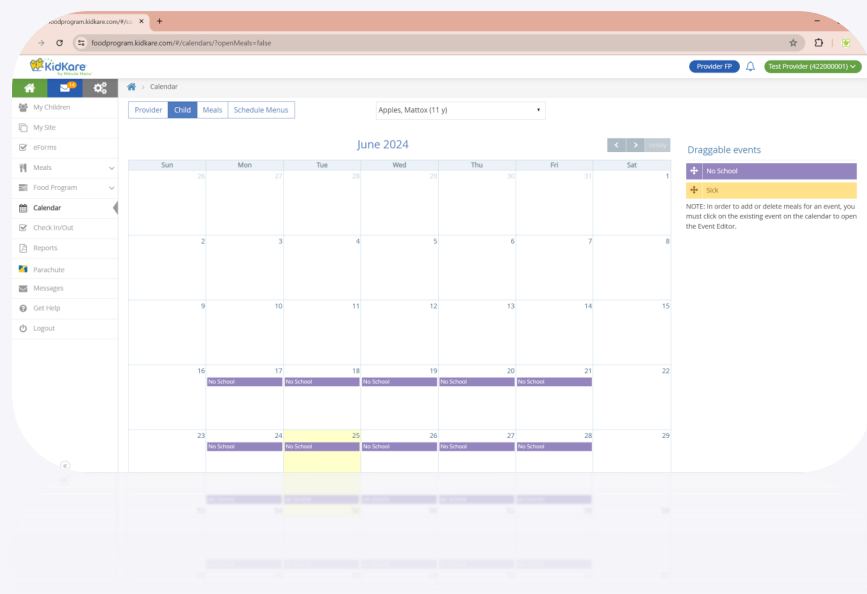 foodprogram.kidkare.com/#/cal
foodprogram.kidkare.com/#/calendars/?openMeals=false
KidKare
by Minute Menu
Provider FP
Test Provider (422000001)
My Children
My Site
eForms
Meals
Food Program
Calendar
Check In/Out
Reports
Parachute
Messages
Get Help
Logout
Calendar
Provider Child Meals Schedule Menus
Apples, Mattox (11 y)
June 2024
Today
Sun Mon Tue Wed Thu Fri Sat
26 27 28 29 30 31 1
2 3 4 5 6 7 8
9 10 11 12 13 14 15
16 17 18 19 20 21 22
No School No School No School No School No School
23 24 25 26 27 28 29
No School No School No School No School No School
Draggable events
No School
Sick
NOTE: In order to add or delete meals for an event, you
must click on the existing event on the calendar to open
the Event Editor.